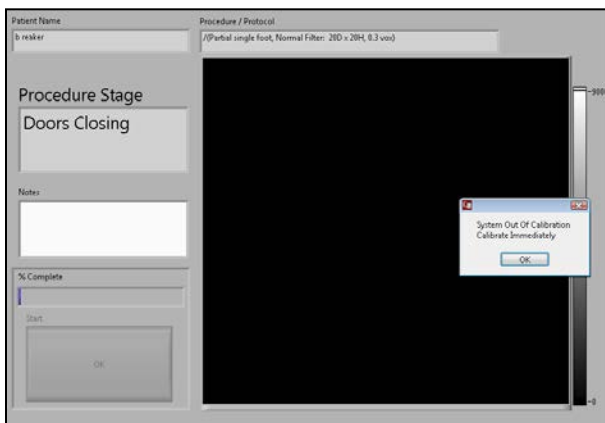 Patient Name
b reaker
Procedure / Protocol
/(Partial single foot, Normal Filter: 20D x 20H, 0.3 vox)
Procedure Stage
Doors Closing
Notes
% Complete
Start
OK
System Out Of Calibration
Calibrate Immediately
OK
-900
-0